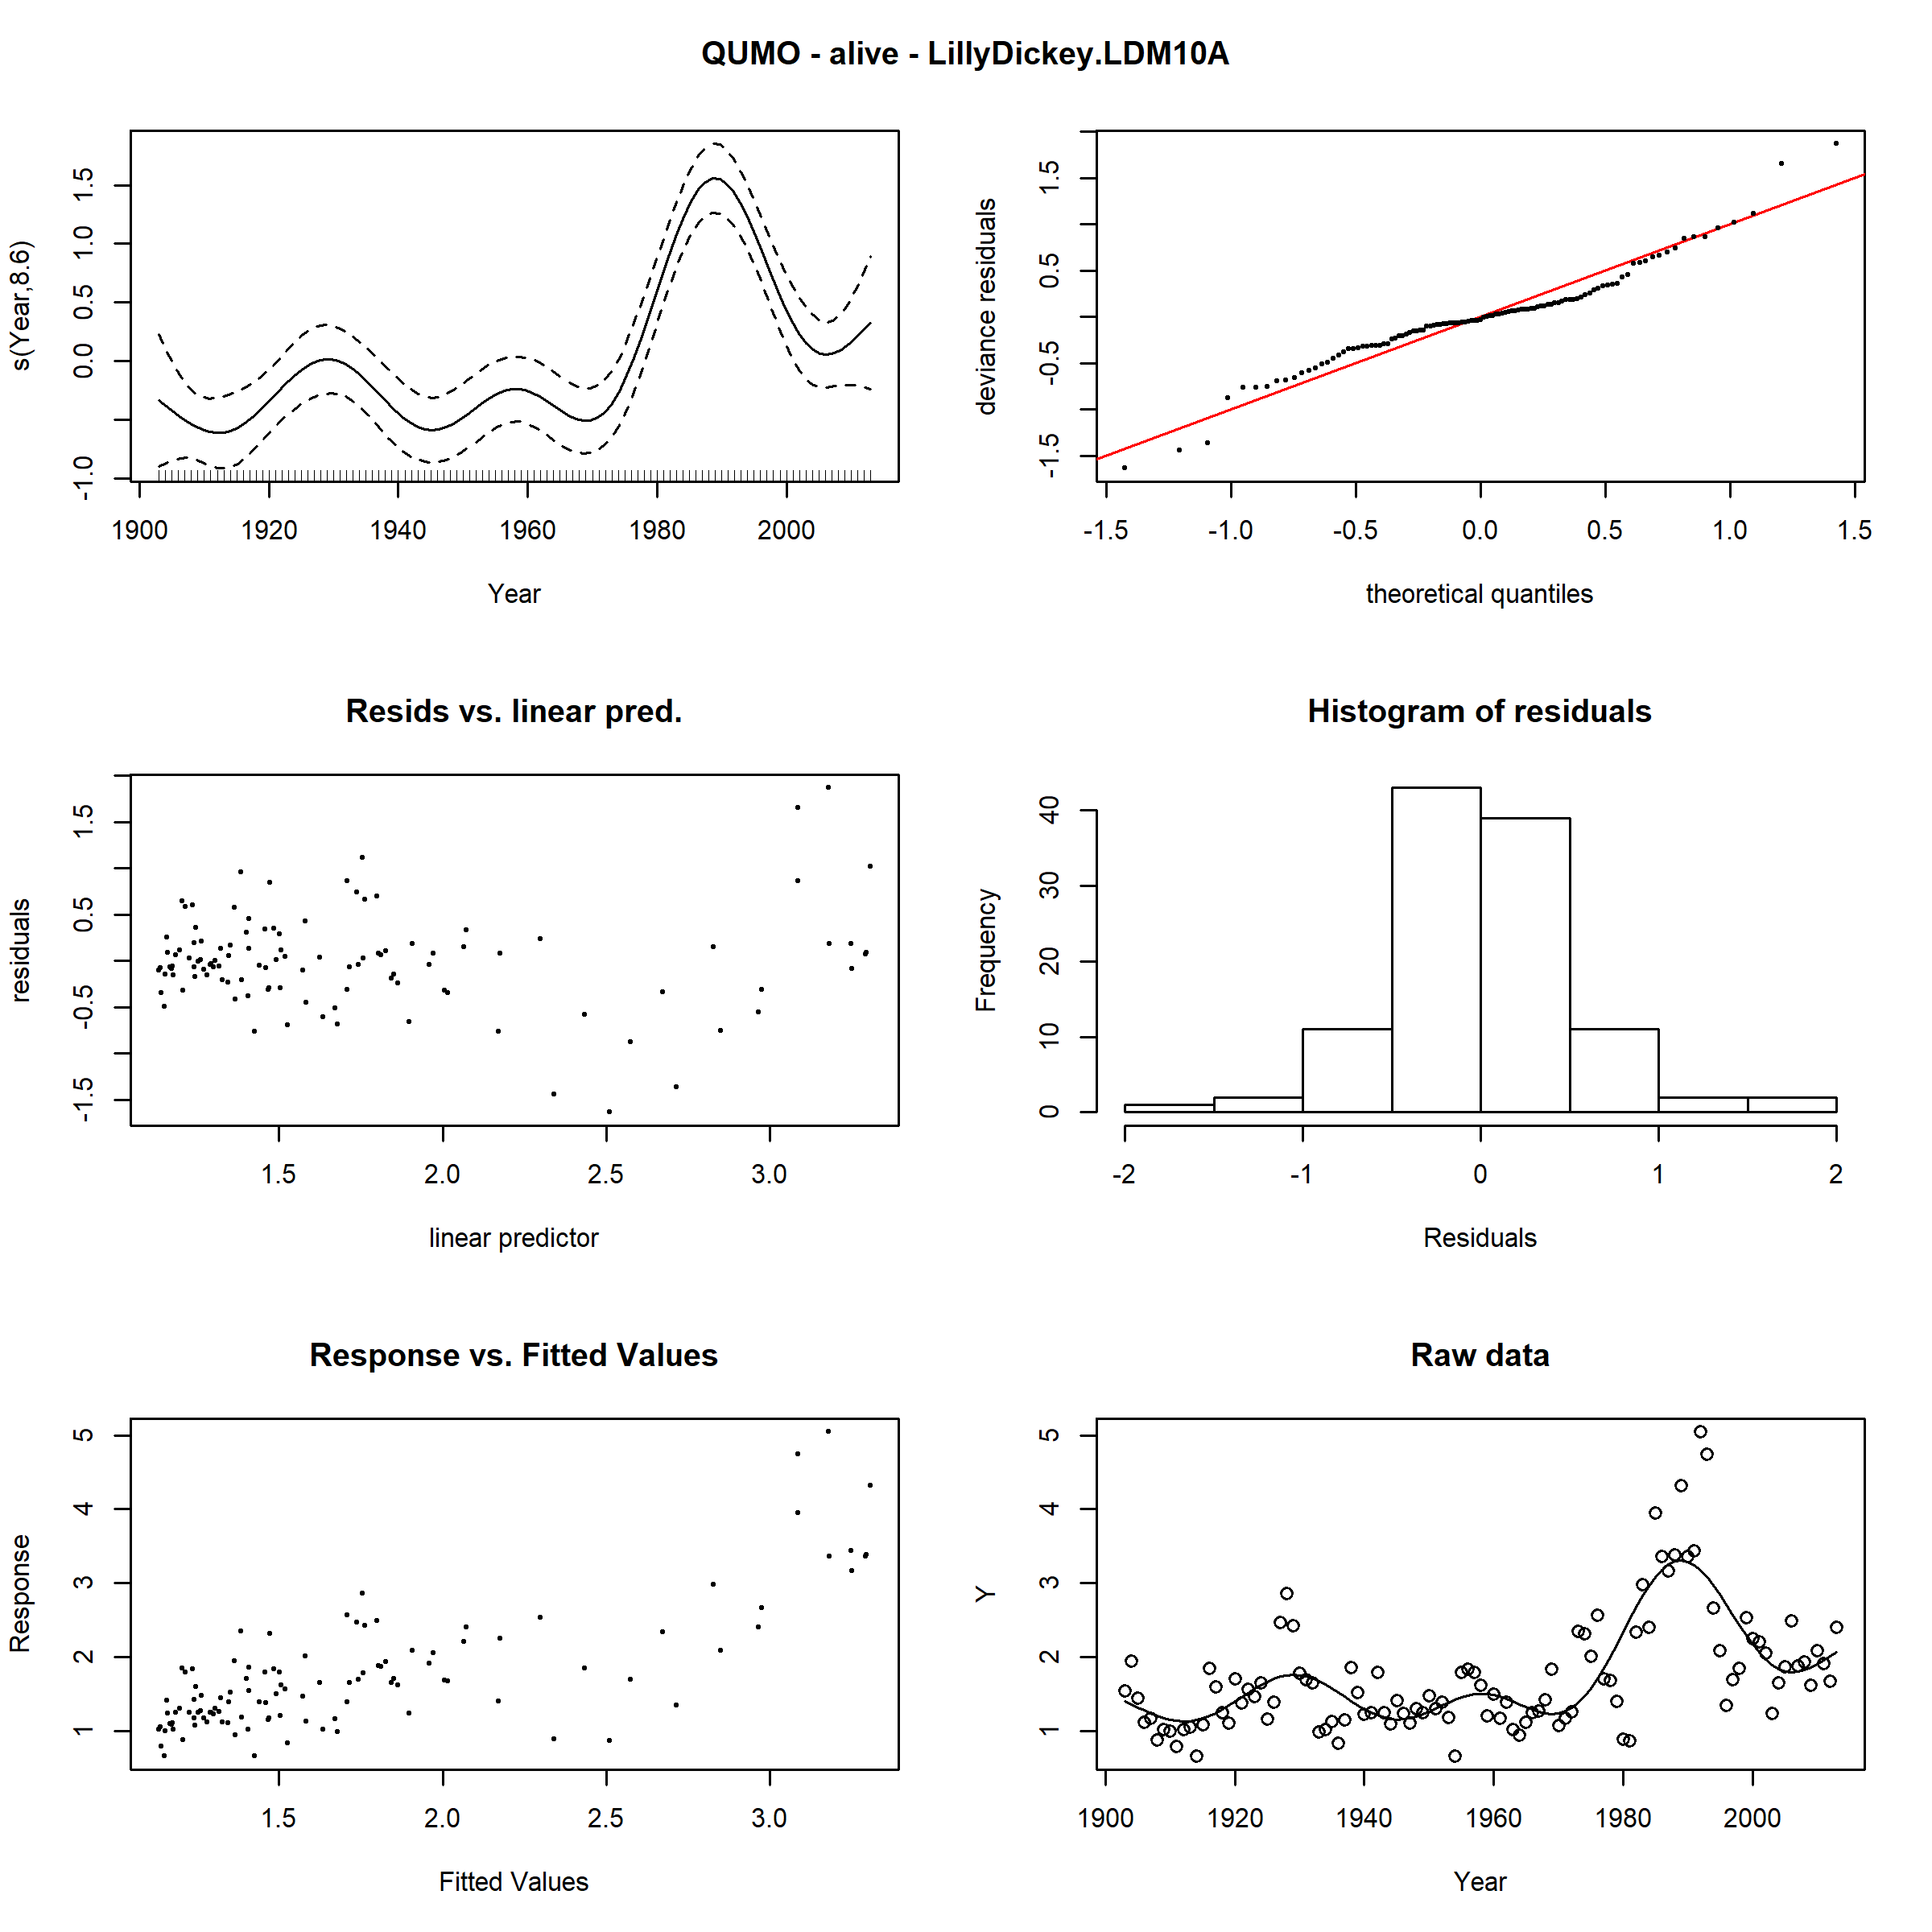 QUMO - alive - LillyDickey.LDM10A
s(Year,8.6)
-1.0 0.0 0.5 1.0 1.5
1900 1920 1940 1960 1980 2000
Year
deviance residuals
-1.5 -0.5 0.5 1.5
-1.5 -1.0 -0.5 0.0 0.5 1.0 1.5
theoretical quantiles
Resids vs. linear pred.
residuals
-1.5 -0.5 0.5 1.5
1.5 2.0 2.5 3.0
linear predictor
Histogram of residuals
Frequency
0 10 20 30 40
-2 -1 0 1 2
Residuals
Response vs. Fitted Values
Response
1 2 3 4 5
1.5 2.0 2.5 3.0
Fitted Values
Raw data
Y
1 2 3 4 5
1900 1920 1940 1960 1980 2000
Year